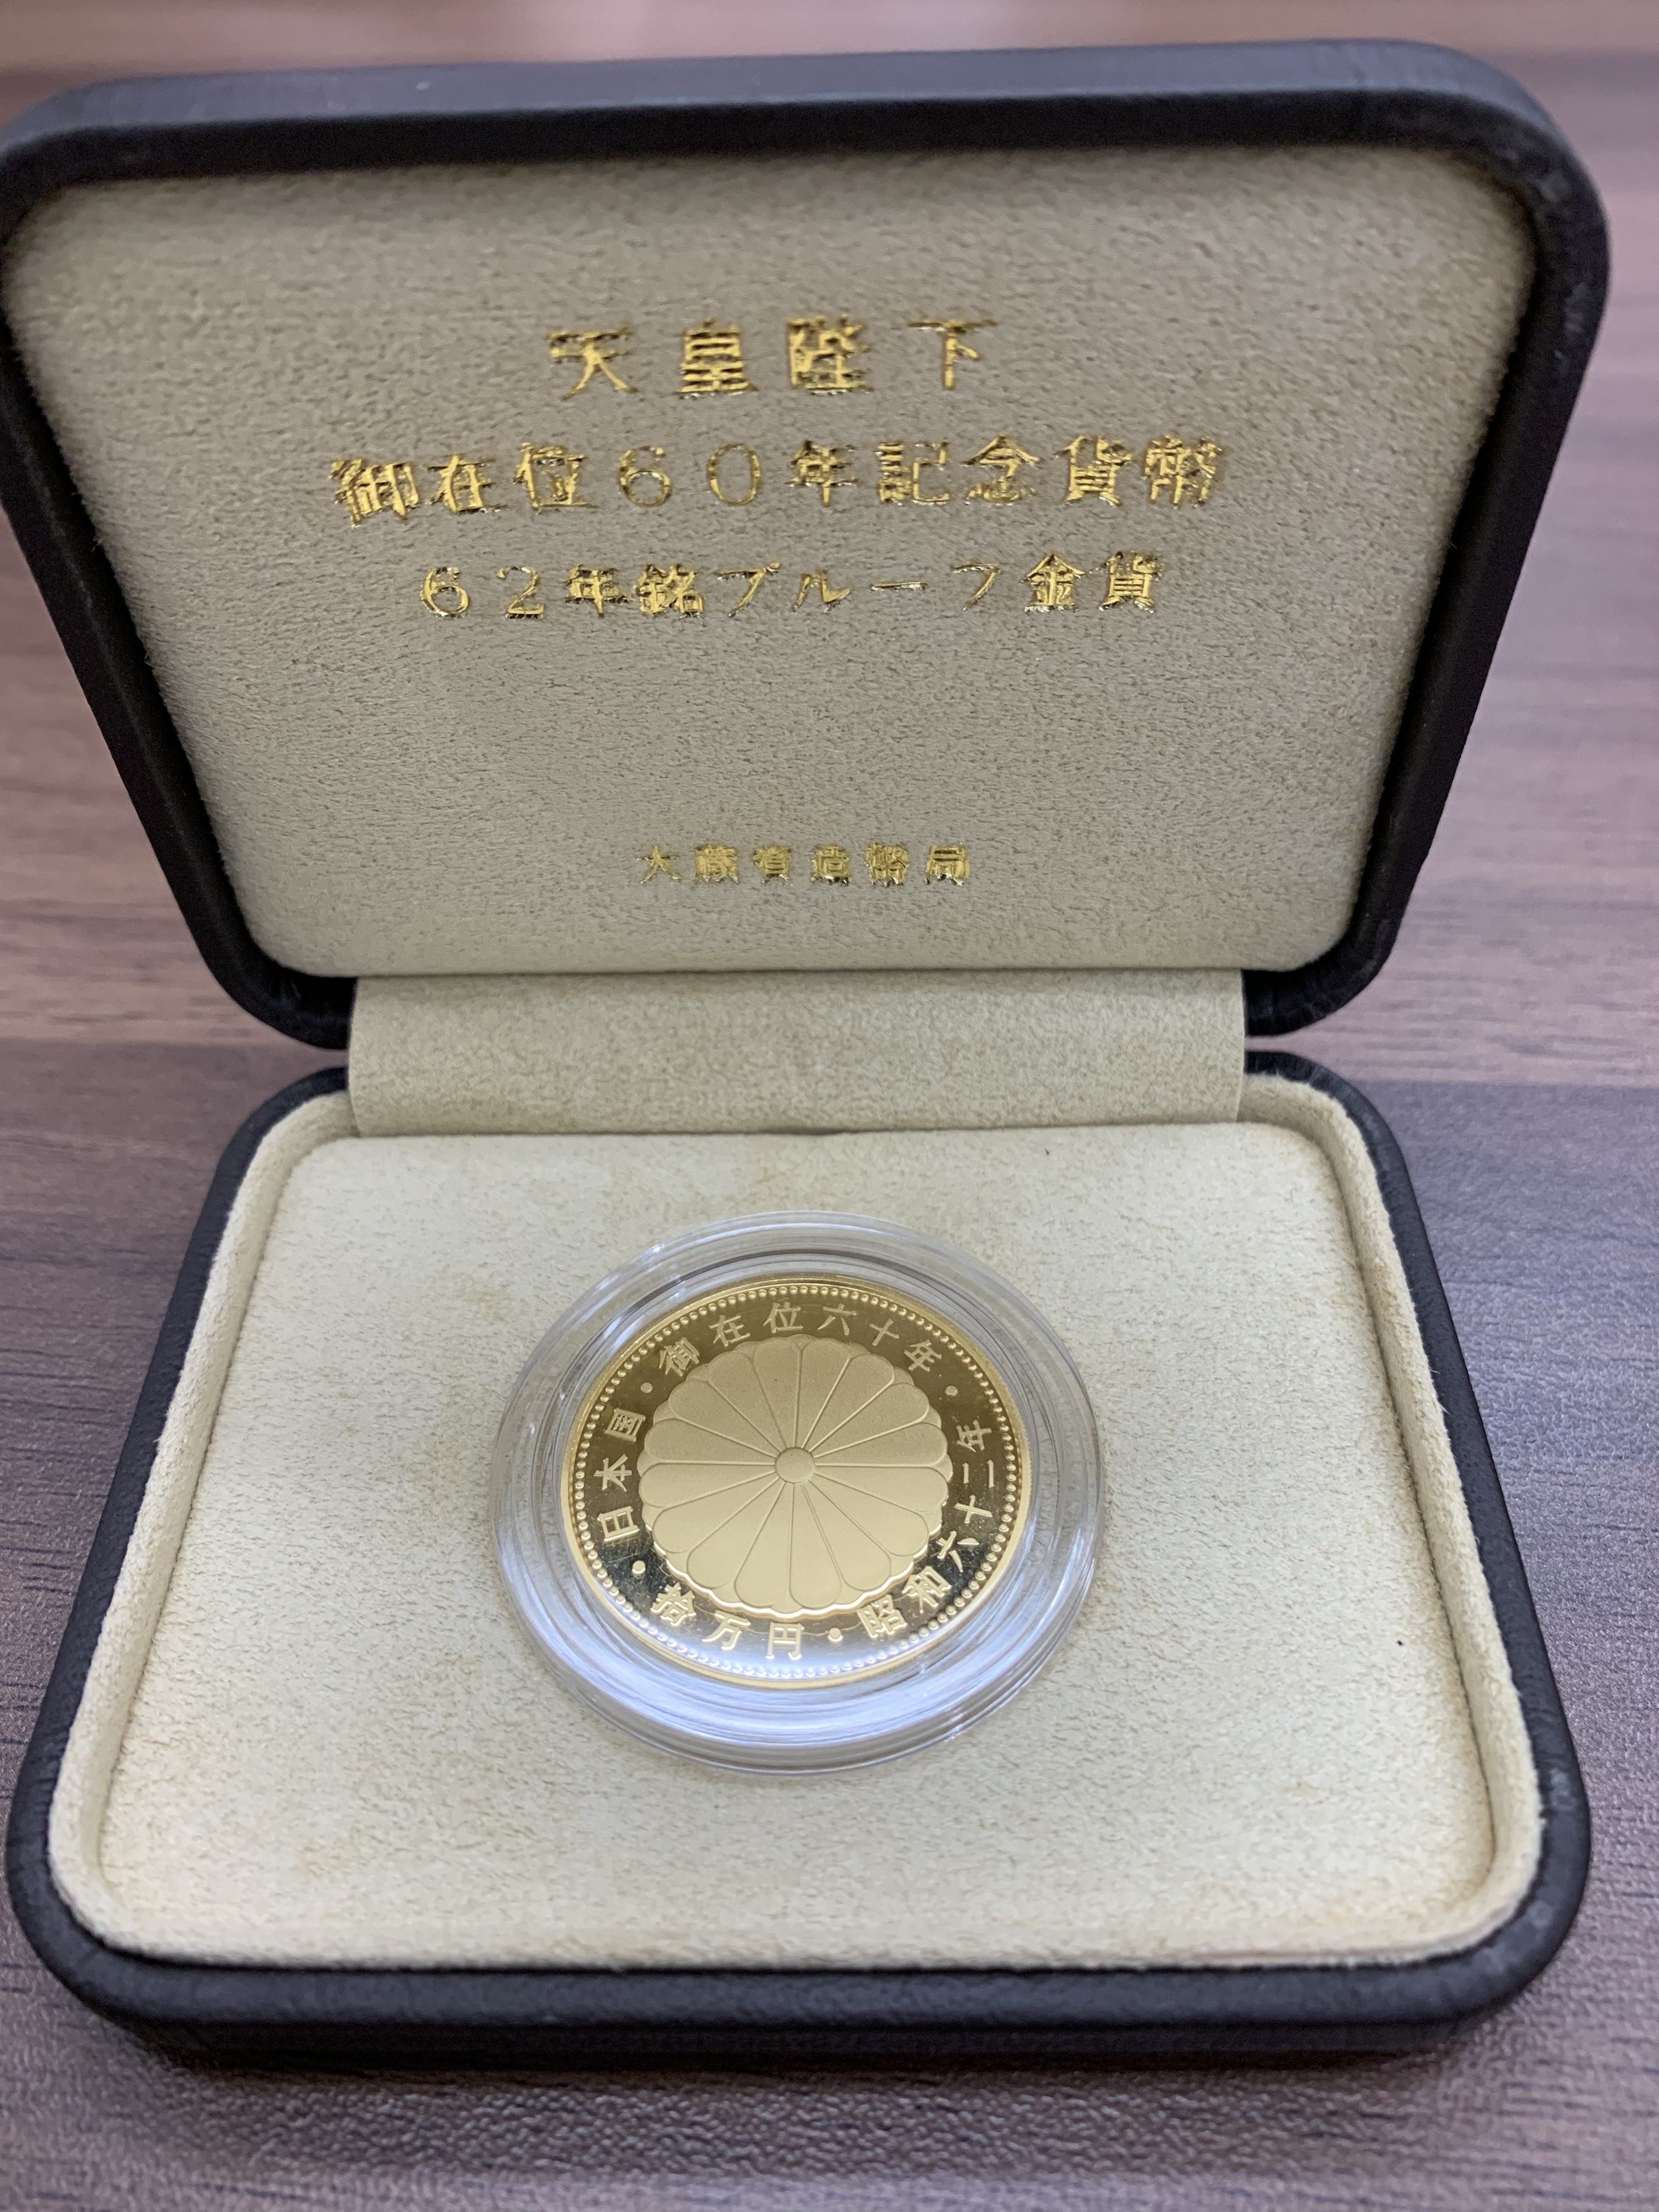 天皇陛下
御在位60年記念貨幣
62年銘プルーフ金貨
大蔵省造幣局
御在位六十年
日本国
拾万円
昭和六十二年